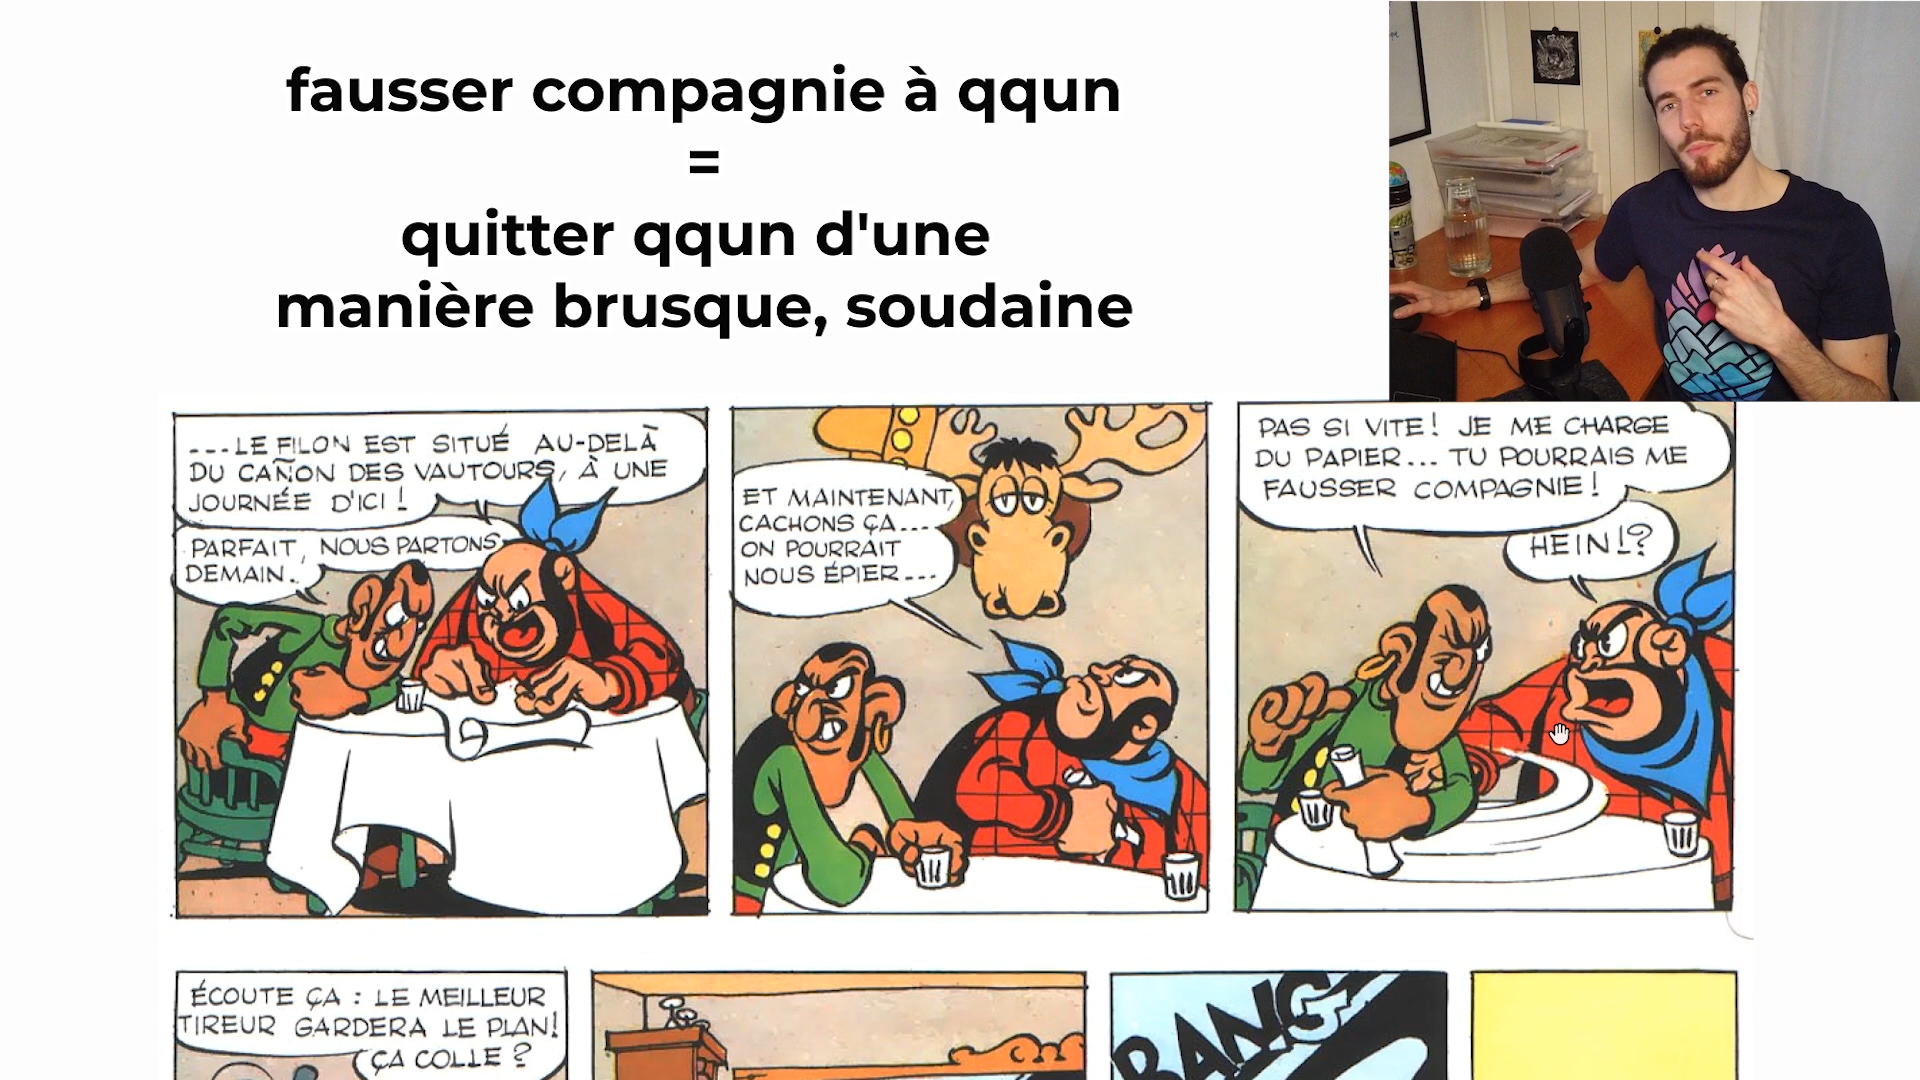 fausser compagnie à qqun
=
quitter qqun d'une
manière brusque, soudaine
---LE FILON EST SITUÉ AU-DELÀ
DU CAÑON DES VAUTOURS, À UNE
JOURNÉE D'ICI !
PARFAIT, NOUS PARTONS
DEMAIN.
ET MAINTENANT,
CACHONS ÇA....
ON POURRAIT
NOUS ÉPIER---
PAS SI VITE! JE ME CHARGE
DU PAPIER... TU POURRAIS ME
FAUSSER COMPAGNIE!
HEIN!?
ÉCOUTE ÇA : LE MEILLEUR
TIREUR GARDERA LE PLAN!
ÇA COLLE ?
BANG